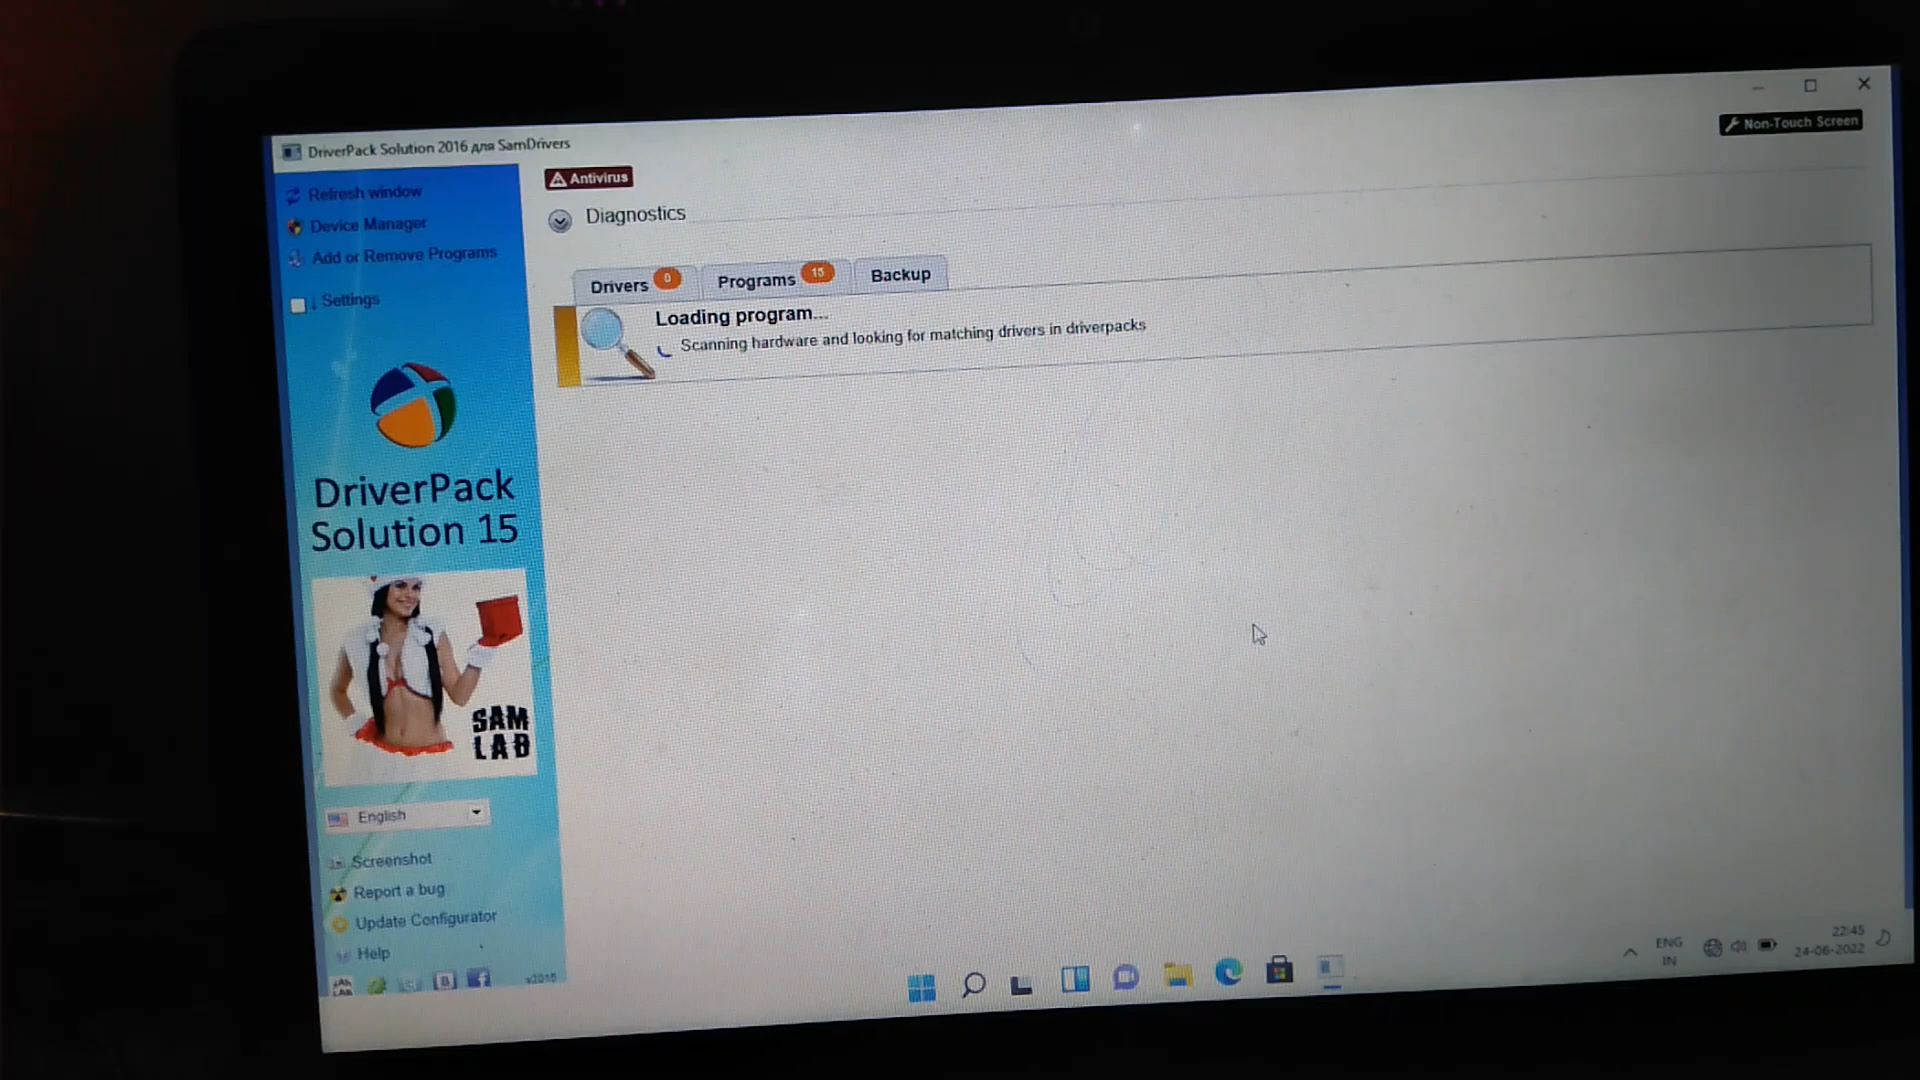 DriverPack Solution 2016 для SamDrivers
Non-Touch Screen
Refresh window
Device Manager
Add or Remove Programs
↓ Settings
Antivirus
Diagnostics
Drivers 0
Programs 15
Backup
Loading program...
Scanning hardware and looking for matching drivers in driverpacks
DriverPack
Solution 15
SAM
LAB
English
Screenshot
Report a bug
Update Configurator
Help
SAM
LAB
B
f
ENG
IN
22:45
24-06-2022